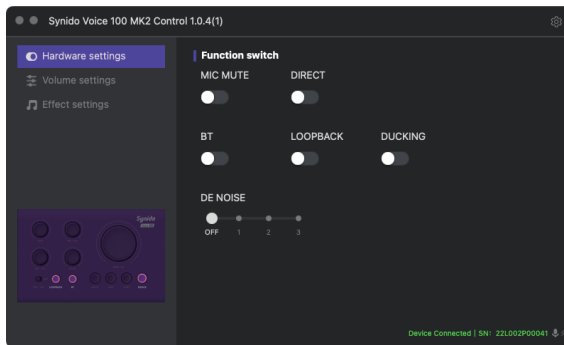 Synido Voice 100 MK2 Control 1.0.4(1)
Hardware settings
Volume settings
Effect settings
Function switch
MIC MUTE DIRECT
BT LOOPBACK DUCKING
DE NOISE
OFF 1 2 3
Synido
Device Connected | SN: 22L002P00041